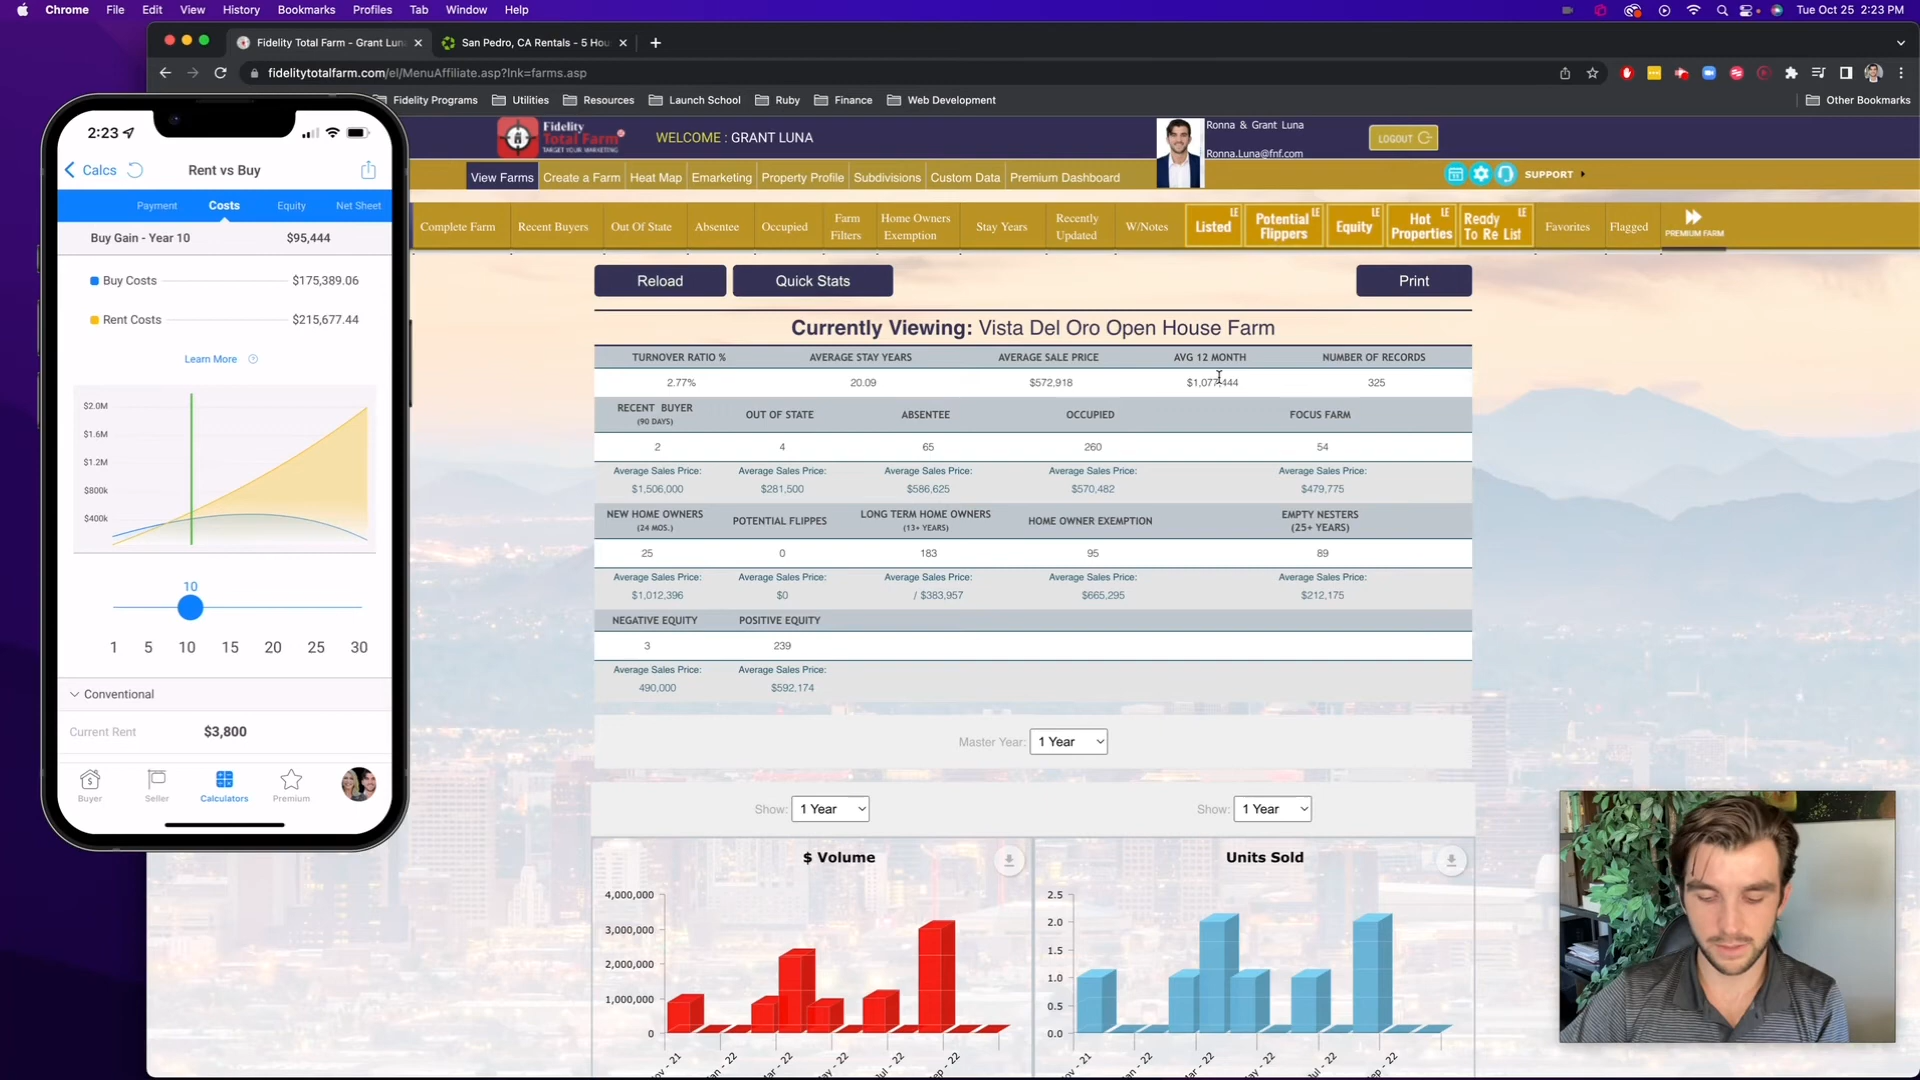 Chrome File Edit View History Bookmarks Profiles Tab Window Help
Tue Oct 25 2:23 PM
Fidelity Total Farm - Grant Luna
San Pedro, CA Rentals - 5 Hou
fidelitytotalfarm.com/el/MenuAffiliate.asp?lnk=farms.asp
Fidelity Programs Utilities Resources Launch School Ruby Finance Web Development Other Bookmarks
2:23
Calcs
Rent vs Buy
Payment Costs Equity Net Sheet
Buy Gain - Year 10 $95,444
Buy Costs $175,389.06
Rent Costs $215,677.44
Learn More
$2.0M
$1.6M
$1.2M
$800k
$400k
10
1 5 10 15 20 25 30
Conventional
Current Rent $3,800
Buyer Seller Calculators Premium
Fidelity
Total Farm
TARGET YOUR MARKETING
WELCOME : GRANT LUNA
Ronna & Grant Luna
Ronna.Luna@fnf.com
LOGOUT
View Farms Create a Farm Heat Map Emarketing Property Profile Subdivisions Custom Data Premium Dashboard
SUPPORT
Complete Farm Recent Buyers Out Of State Absentee Occupied
Farm Filters
Home Owners Exemption
Stay Years
Recently Updated
W/Notes
Listed LE
Potential Flippers LE
Equity LE
Hot Properties LE
Ready To Re List LE
Favorites Flagged
PREMIUM FARM
Reload Quick Stats Print
Currently Viewing: Vista Del Oro Open House Farm
TURNOVER RATIO % AVERAGE STAY YEARS AVERAGE SALE PRICE AVG 12 MONTH NUMBER OF RECORDS
2.77% 20.09 $572,918 $1,077,444 325
RECENT BUYER (90 DAYS) OUT OF STATE ABSENTEE OCCUPIED FOCUS FARM
2 4 65 260 54
Average Sales Price: Average Sales Price: Average Sales Price: Average Sales Price: Average Sales Price:
$1,506,000 $281,500 $586,625 $570,482 $479,775
NEW HOME OWNERS (24 MOS.) POTENTIAL FLIPPES LONG TERM HOME OWNERS (13+ YEARS) HOME OWNER EXEMPTION EMPTY NESTERS (25+ YEARS)
25 0 183 95 89
Average Sales Price: Average Sales Price: Average Sales Price: Average Sales Price: Average Sales Price:
$1,012,396 $0 / $383,957 $665,295 $212,175
NEGATIVE EQUITY POSITIVE EQUITY
3 239
Average Sales Price: Average Sales Price:
490,000 $592,174
Master Year: 1 Year
Show: 1 Year Show: 1 Year
$ Volume
4,000,000
3,000,000
2,000,000
1,000,000
0
Units Sold
2.5
2.0
1.5
1.0
0.5
0.0